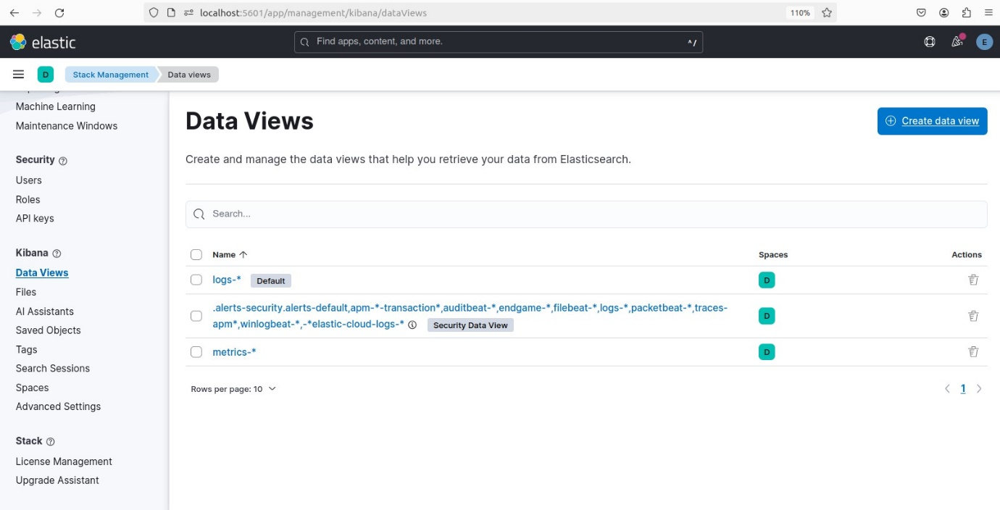 localhost:5601/app/management/kibana/dataViews
110%
elastic
Find apps, content, and more.
^/
E
D
Stack Management
Data views
Machine Learning
Maintenance Windows
Security
Users
Roles
API keys
Kibana
Data Views
Files
AI Assistants
Saved Objects
Tags
Search Sessions
Spaces
Advanced Settings
Stack
License Management
Upgrade Assistant
Data Views
Create data view
Create and manage the data views that help you retrieve your data from Elasticsearch.
Search...
Name Spaces Actions
logs-* Default D
.alerts-security.alerts-default,apm-*-transaction*,auditbeat-*,endgame-*,filebeat-*,logs-*,packetbeat-*,traces-
apm*,winlogbeat-*,-*elastic-cloud-logs-* Security Data View D
metrics-* D
Rows per page: 10
1